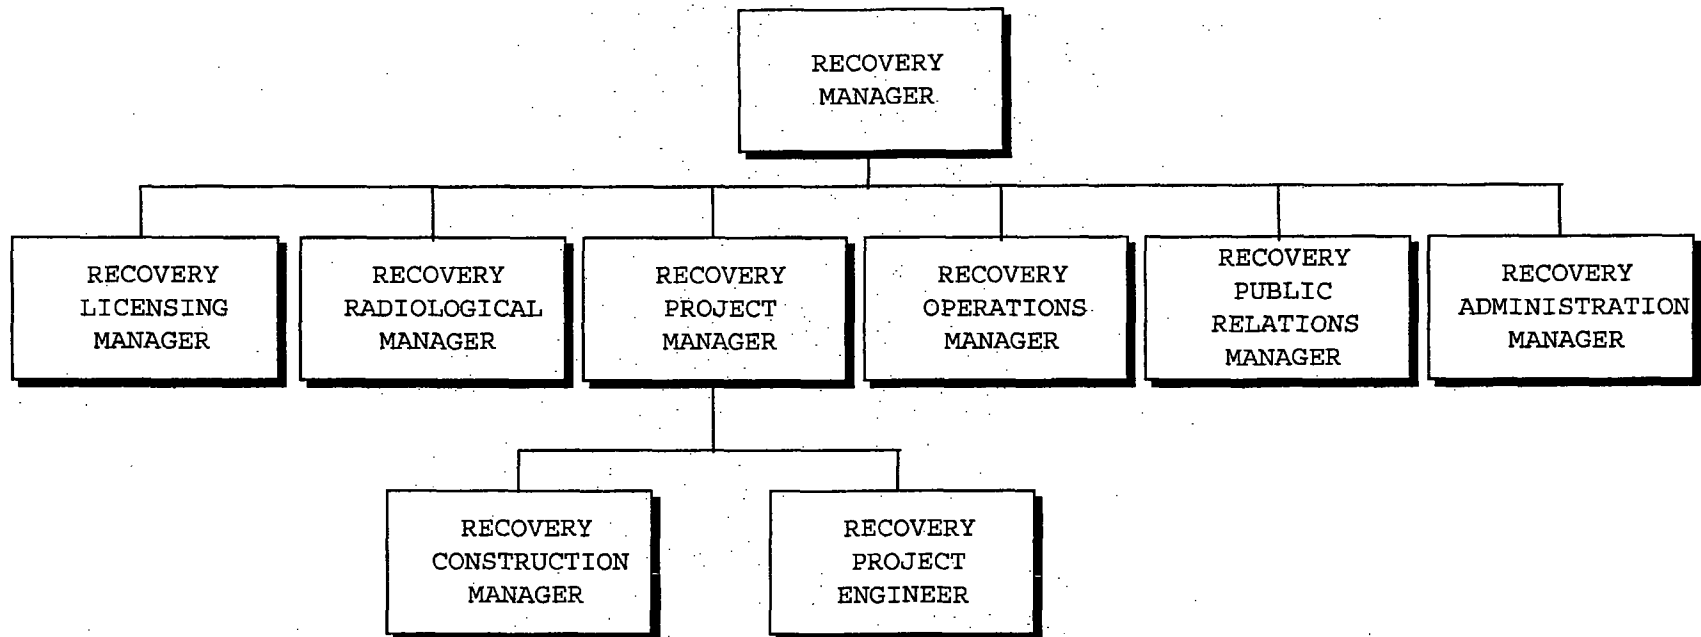 RECOVERY
MANAGER
RECOVERY
LICENSING
MANAGER
RECOVERY
RADIOLOGICAL
MANAGER
RECOVERY
PROJECT
MANAGER
RECOVERY
OPERATIONS
MANAGER
RECOVERY
PUBLIC
RELATIONS
MANAGER
RECOVERY
ADMINISTRATION
MANAGER
RECOVERY
CONSTRUCTION
MANAGER
RECOVERY
PROJECT
ENGINEER